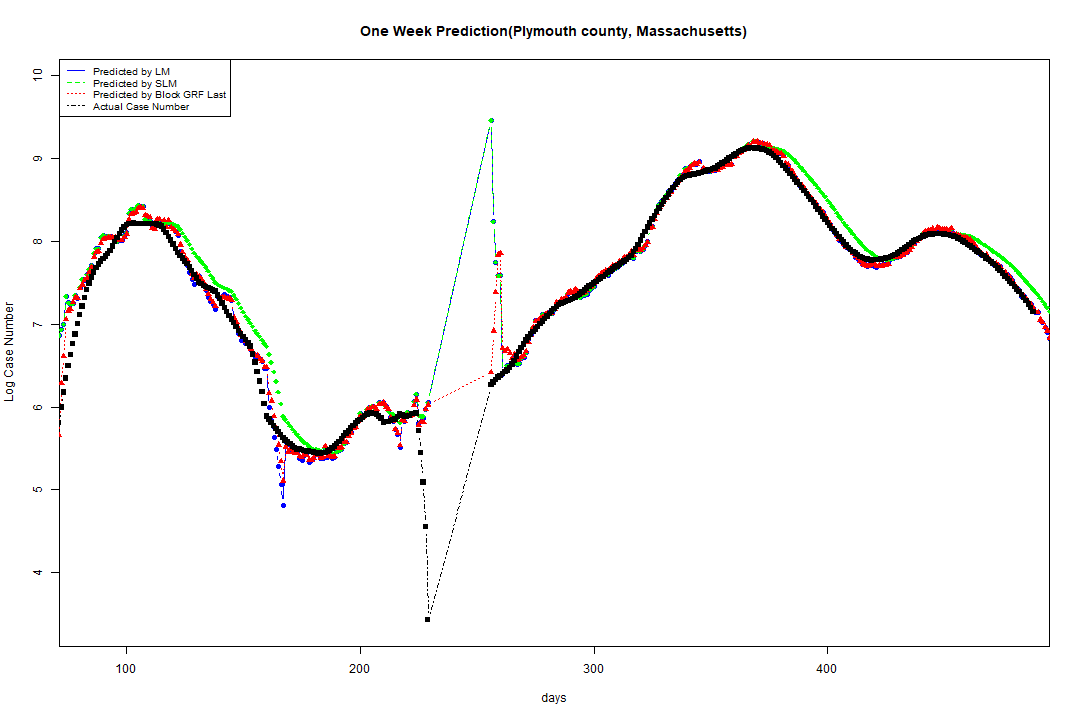 One Week Prediction(Plymouth county, Massachusetts)
Predicted by LM
Predicted by SLM
Predicted by Block GRF Last
Actual Case Number
10
9
8
7
6
5
4
Log Case Number
100 200 300 400
days